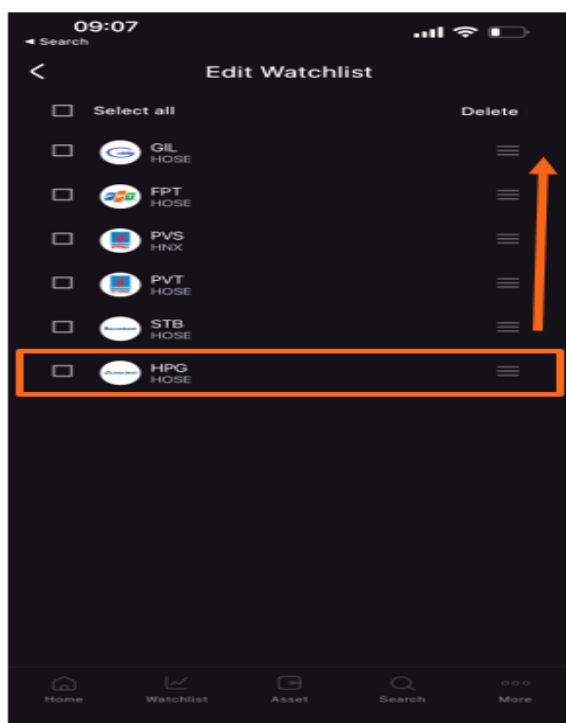 09:07
Search
Edit Watchlist
Select all
Delete
GIL
HOSE
FPT
HOSE
PVS
HNX
PVT
HOSE
STB
HOSE
HPG
HOSE
Home
Watchlist
Asset
Search
More